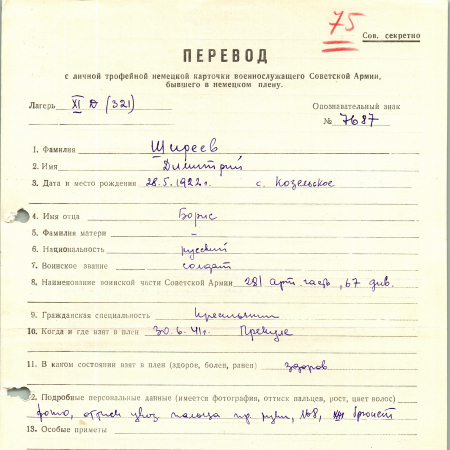 75
Сов. секретно
ПЕРЕВОД
с личной трофейной немецкой карточки военнослужащего Советской Армии,
бывшего в немецком плену.
Лагерь XI D (321) Опознавательный знак
№ 7687
1. Фамилия Ширеев
2. Имя Димитрий
3. Дата и место рождения 28.5.1922 г. с. Козельское
4. Имя отца Борис
5. Фамилия матери –
6. Национальность русский
7. Воинское звание солдат
8. Наименование воинской части Советской Армии 281 арт. часть, 67 див.
9. Гражданская специальность крестьянин
10. Когда и где взят в плен 30.6.41 г. Прекуле
11. В каком состоянии взят в плен (здоров, болен, ранен) здоров
2. Подробные персональные данные (имеется фотография, оттиск пальцев, рост, цвет волос)
фото, оттиск указ. пальца пр. руки, 168, брюнет
13. Особые приметы